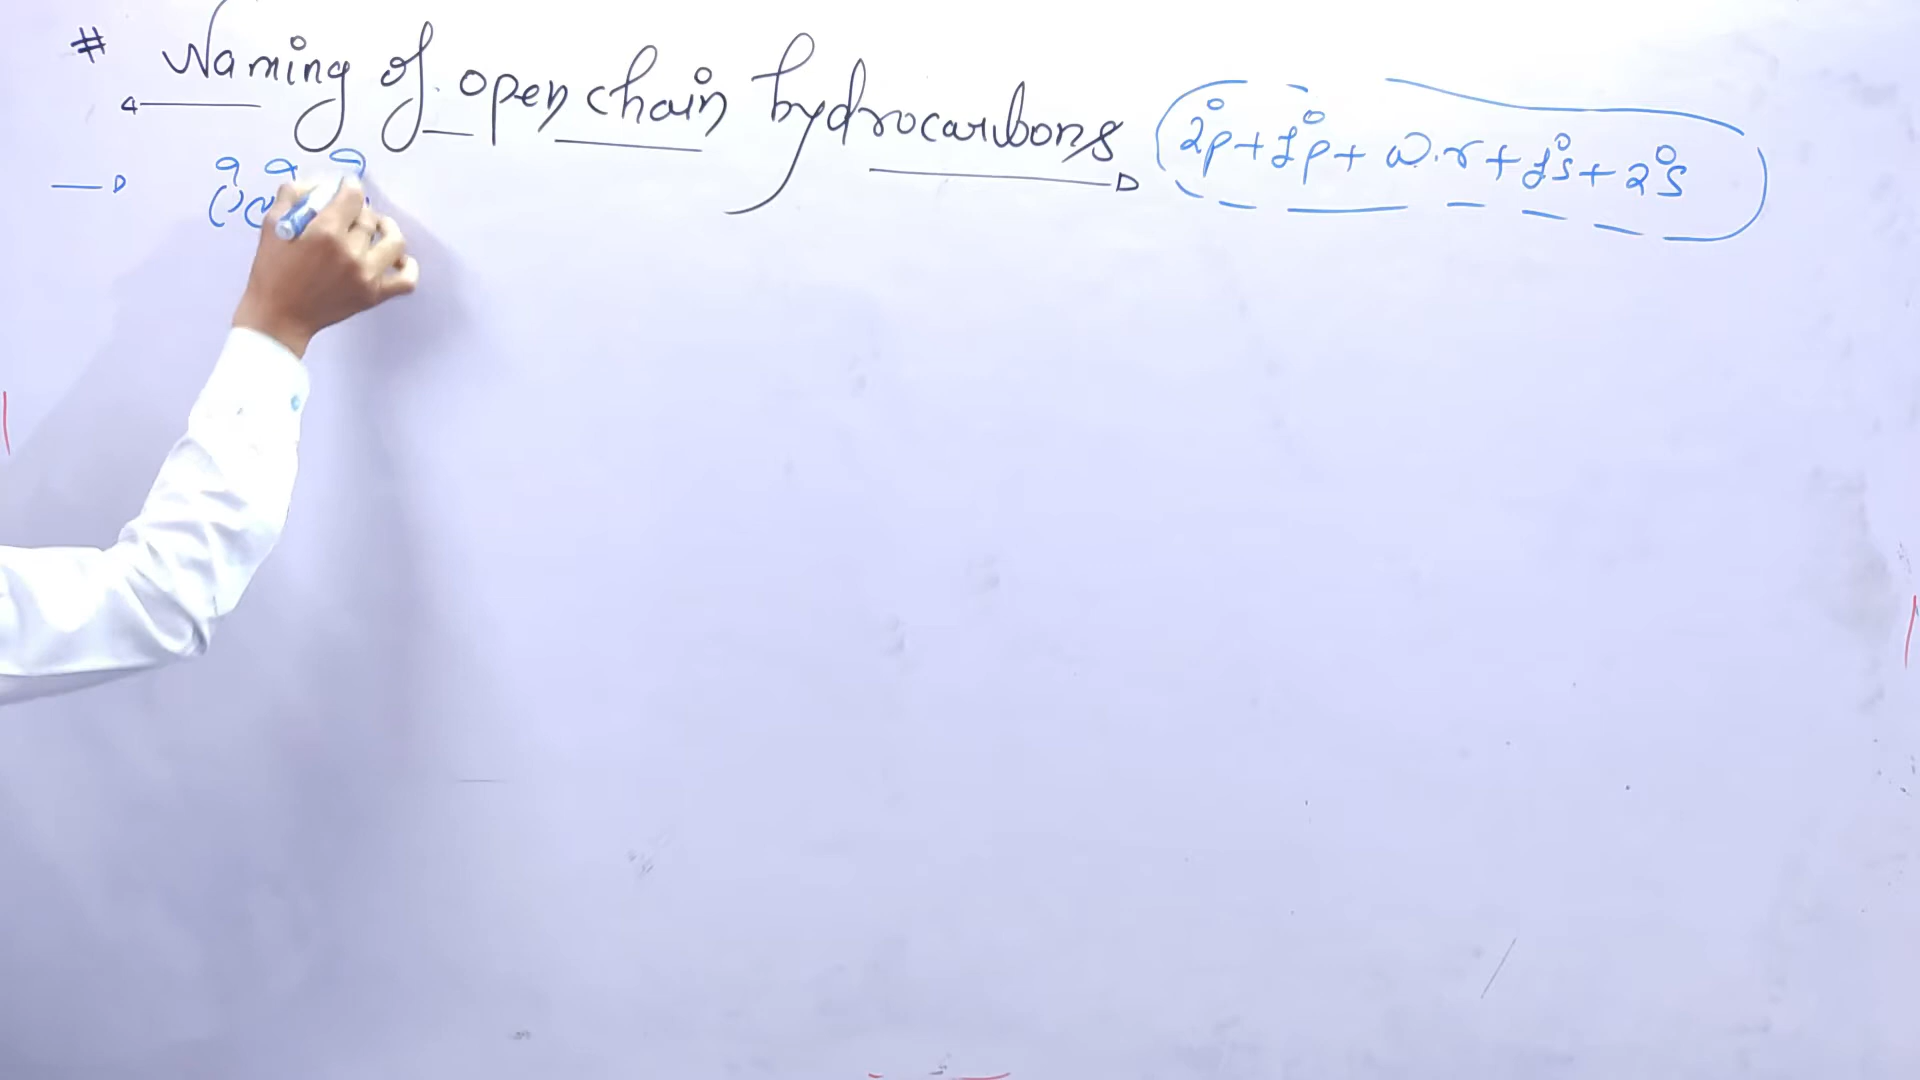 # Naming of open chain hydrocarbons (2°p + 1°p + w.r + 1°s + 2°s)